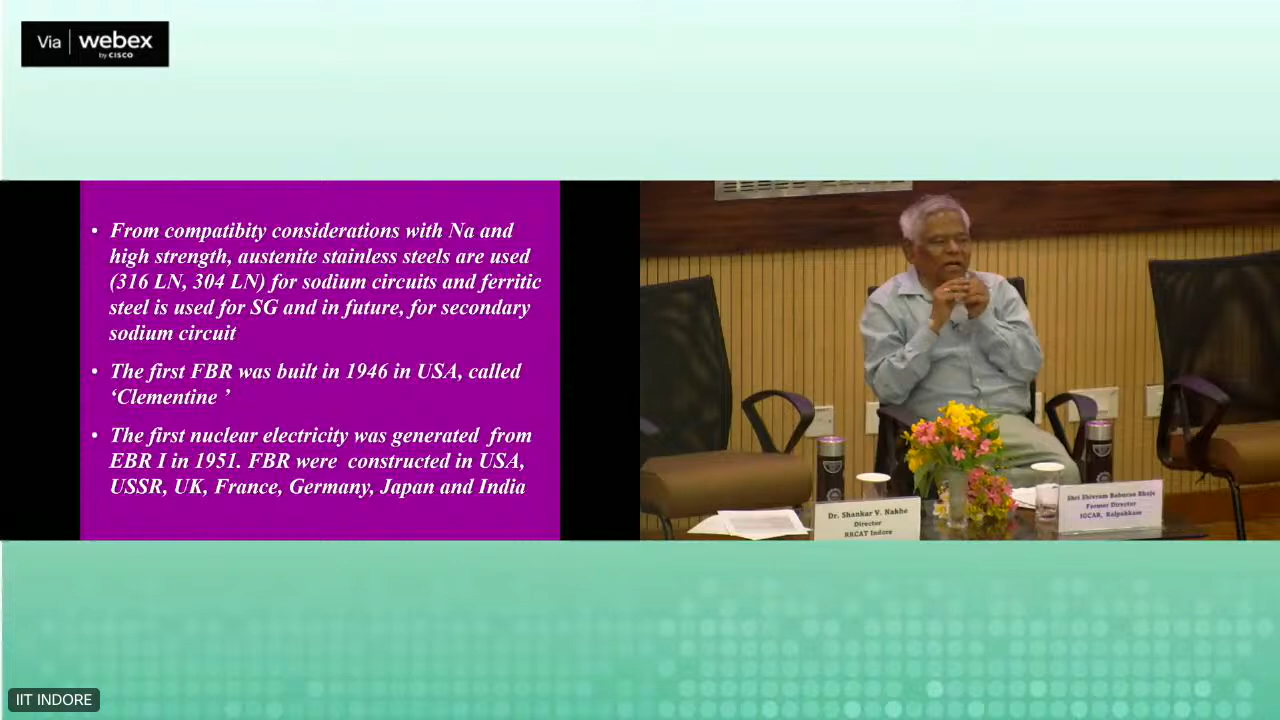 Via webex
by CISCO
• From compatibity considerations with Na and
high strength, austenite stainless steels are used
(316 LN, 304 LN) for sodium circuits and ferritic
steel is used for SG and in future, for secondary
sodium circuit
• The first FBR was built in 1946 in USA, called
‘Clementine ’
• The first nuclear electricity was generated from
EBR I in 1951. FBR were constructed in USA,
USSR, UK, France, Germany, Japan and India
Dr. Shankar V. Nakhe
Director
RRCAT Indore
Shri Shivram Baburao Bhoje
Former Director
IGCAR, Kalpakkam
IIT INDORE